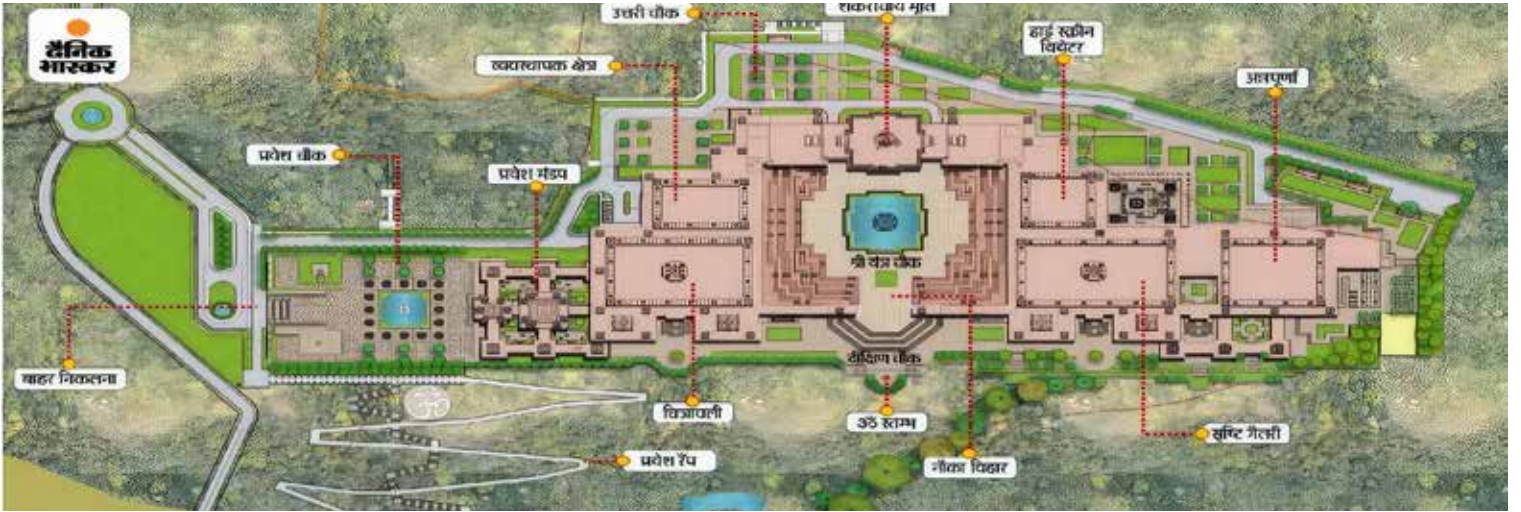 दैनिक
भास्कर
उत्तरी चौक
शंकराचार्य मूर्ति
हाई स्क्रीन
थियेटर
व्यवस्थापक क्षेत्र
अन्नपूर्णा
प्रवेश चौक
प्रवेश मंडप
श्री यंत्र चौक
दक्षिण चौक
बाहर निकलना
चित्रावली
ॐ स्तम्भ
सृष्टि गैलरी
प्रवेश रैंप
नौका विहार